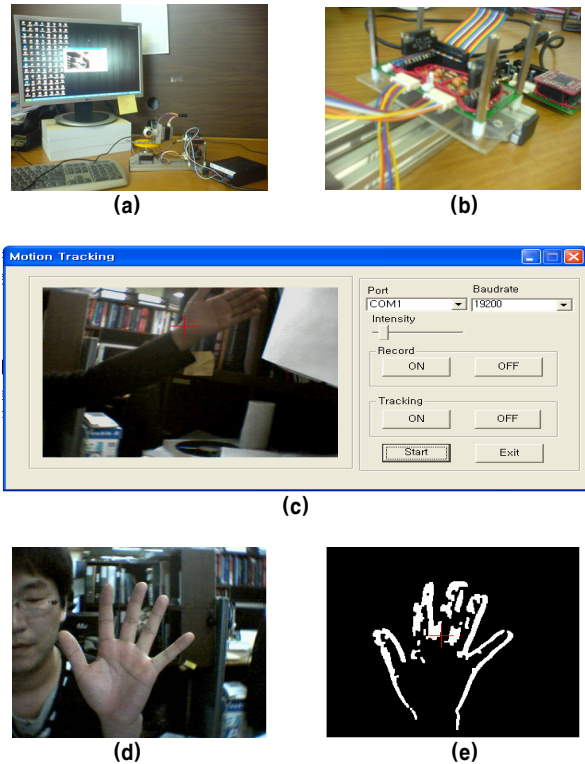 (a)
(b)
Motion Tracking
Port
Baudrate
COM1
19200
Intensity
Record
ON
OFF
Tracking
ON
OFF
Start
Exit
(c)
(d)
(e)